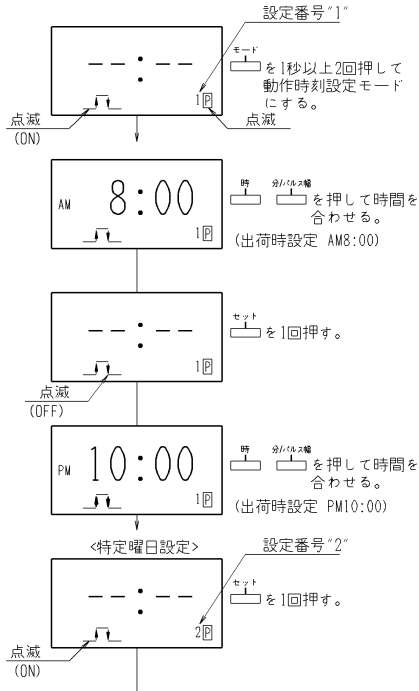 設定番号"1"
--:--
1 P
モード
を1秒以上2回押して
動作時刻設定モード
にする。
点滅
(ON)
点滅
AM 8:00
1 P
時 分/パルス幅
を押して時間を
合わせる。
(出荷時設定 AM8:00)
--:--
1 P
セット
を1回押す。
点滅
(OFF)
PM 10:00
1 P
時 分/パルス幅
を押して時間を
合わせる。
(出荷時設定 PM10:00)
<特定曜日設定>
設定番号"2"
--:--
2 P
セット
を1回押す。
点滅
(ON)